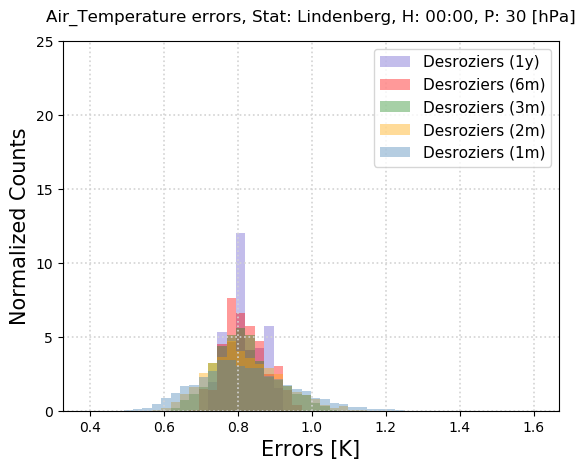 Air_Temperature errors, Stat: Lindenberg, H: 00:00, P: 30 [hPa]
25
20
15
10
5
0
Normalized Counts
Desroziers (1y)
Desroziers (6m)
Desroziers (3m)
Desroziers (2m)
Desroziers (1m)
0.4 0.6 0.8 1.0 1.2 1.4 1.6
Errors [K]